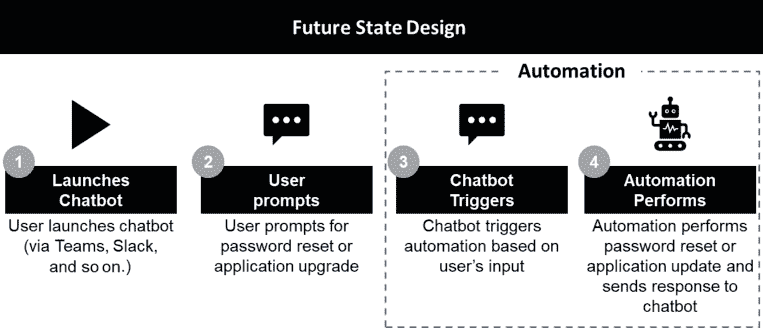 Future State Design
Automation
1
Launches
Chatbot
User launches chatbot
(via Teams, Slack,
and so on.)
2
User
prompts
User prompts for
password reset or
application upgrade
3
Chatbot
Triggers
Chatbot triggers
automation based on
user's input
4
Automation
Performs
Automation performs
password reset or
application update and
sends response to
chatbot